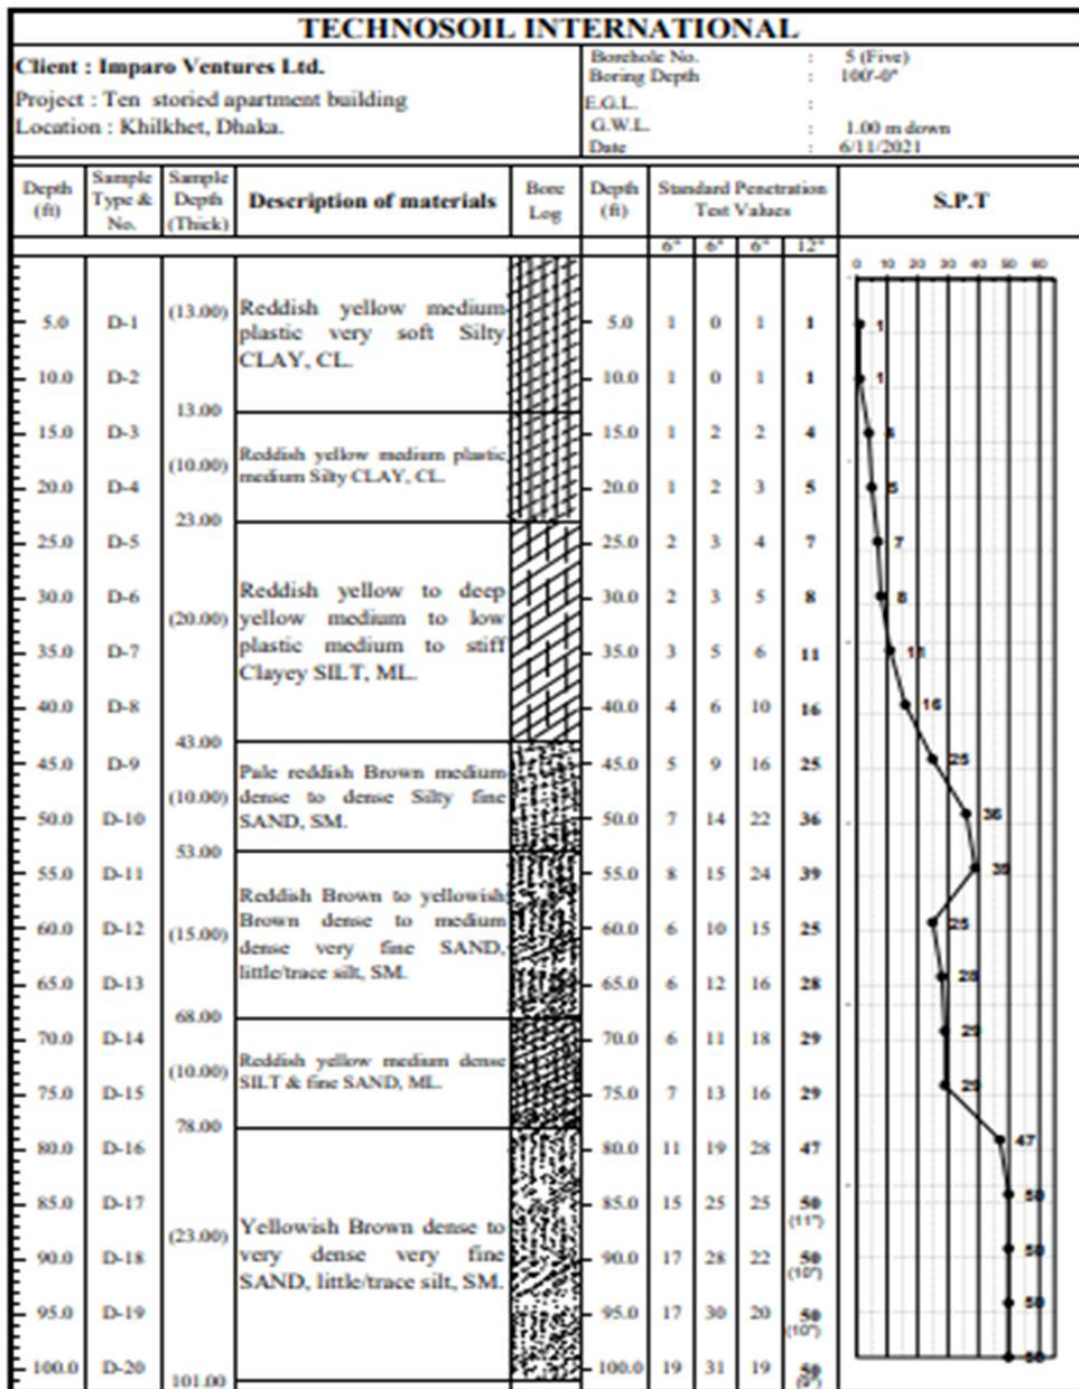 TECHNOSOIL INTERNATIONAL
Client : Imparo Ventures Ltd.
Project : Ten storied apartment building
Location : Khilkhet, Dhaka.
Borehole No. : 5 (Five)
Boring Depth : 100'-0"
E.G.L. :
G.W.L. : 1.00 m down
Date : 6/11/2021
Depth (ft) Sample Type & No. Sample Depth (Thick) Description of materials Bore Log Depth (ft) Standard Penetration Test Values S.P.T
6" 6" 6" 12"
0 10 20 30 40 50 60
(13.00) Reddish yellow medium
plastic very soft Silty
CLAY, CL.
5.0 D-1 5.0 1 0 1 1 1
10.0 D-2 10.0 1 0 1 1 1
13.00
15.0 D-3 15.0 1 2 2 4 4
(10.00) Reddish yellow medium plastic
medium Silty CLAY, CL.
20.0 D-4 20.0 1 2 3 5 5
23.00
25.0 D-5 25.0 2 3 4 7 7
30.0 D-6 30.0 2 3 5 8 8
(20.00) Reddish yellow to deep
yellow medium to low
plastic medium to stiff
Clayey SILT, ML.
35.0 D-7 35.0 3 5 6 11 11
40.0 D-8 40.0 4 6 10 16 16
43.00
45.0 D-9 45.0 5 9 16 25 25
(10.00) Pale reddish Brown medium
dense to dense Silty fine
SAND, SM.
50.0 D-10 50.0 7 14 22 36 36
53.00
55.0 D-11 55.0 8 15 24 39 39
(15.00) Reddish Brown to yellowish
Brown dense to medium
dense very fine SAND,
little/trace silt, SM.
60.0 D-12 60.0 6 10 15 25 25
65.0 D-13 65.0 6 12 16 28 28
68.00
70.0 D-14 70.0 6 11 18 29 29
(10.00) Reddish yellow medium dense
SILT & fine SAND, ML.
75.0 D-15 75.0 7 13 16 29 29
78.00
80.0 D-16 80.0 11 19 28 47 47
85.0 D-17 85.0 15 25 25 50 50
(11")
(23.00) Yellowish Brown dense to
very dense very fine
SAND, little/trace silt, SM.
90.0 D-18 90.0 17 28 22 50 50
(10")
95.0 D-19 95.0 17 30 20 50 50
(10")
100.0 D-20 100.0 19 31 19 50 50
(9")
101.00